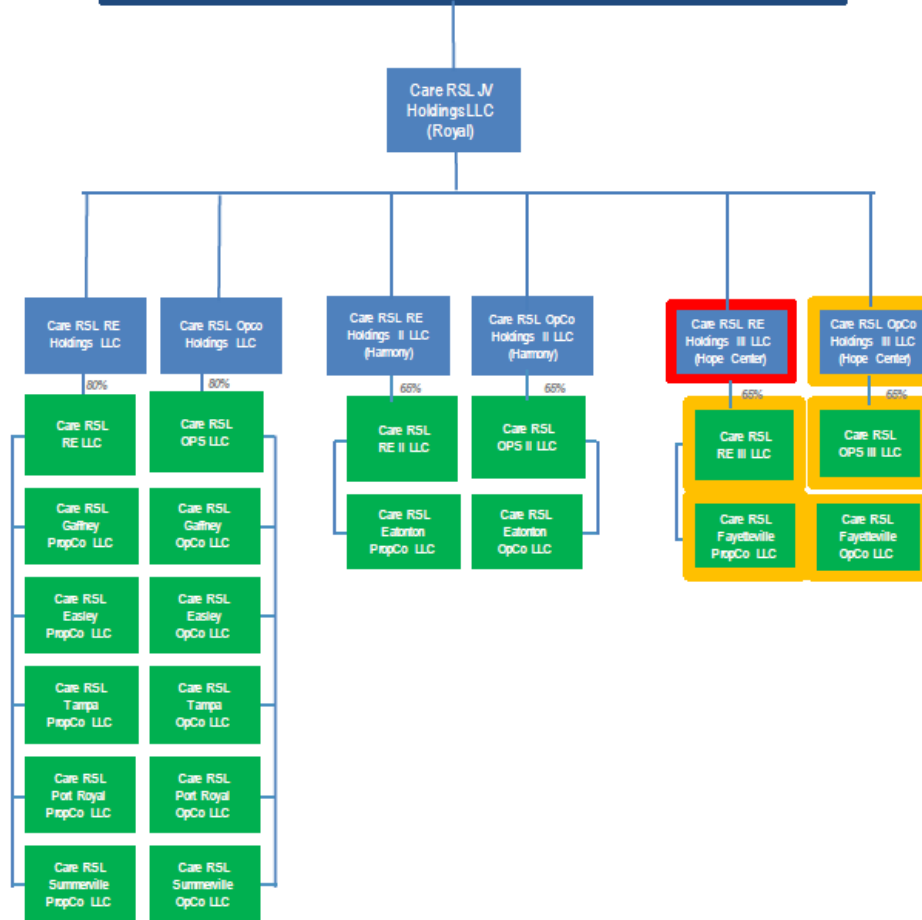 Care RSL JV
Holdings LLC
(Royal)
Care RSL RE
Holdings LLC
Care RSL Opco
Holdings LLC
Care RSL RE
Holdings II LLC
(Harmony)
Care RSL OpCo
Holdings II LLC
(Harmony)
Care RSL RE
Holdings III LLC
(Hope Center)
Care RSL OpCo
Holdings III LLC
(Hope Center)
80%
80%
65%
65%
65%
65%
Care RSL
RE LLC
Care RSL
OPS LLC
Care RSL
RE II LLC
Care RSL
OPS II LLC
Care RSL
RE III LLC
Care RSL
OPS III LLC
Care RSL
Gaffney
PropCo LLC
Care RSL
Gaffney
OpCo LLC
Care RSL
Eatonton
PropCo LLC
Care RSL
Eatonton
OpCo LLC
Care RSL
Fayetteville
PropCo LLC
Care RSL
Fayetteville
OpCo LLC
Care RSL
Easley
PropCo LLC
Care RSL
Easley
OpCo LLC
Care RSL
Tampa
PropCo LLC
Care RSL
Tampa
OpCo LLC
Care RSL
Port Royal
PropCo LLC
Care RSL
Port Royal
OpCo LLC
Care RSL
Summerville
PropCo LLC
Care RSL
Summerville
OpCo LLC